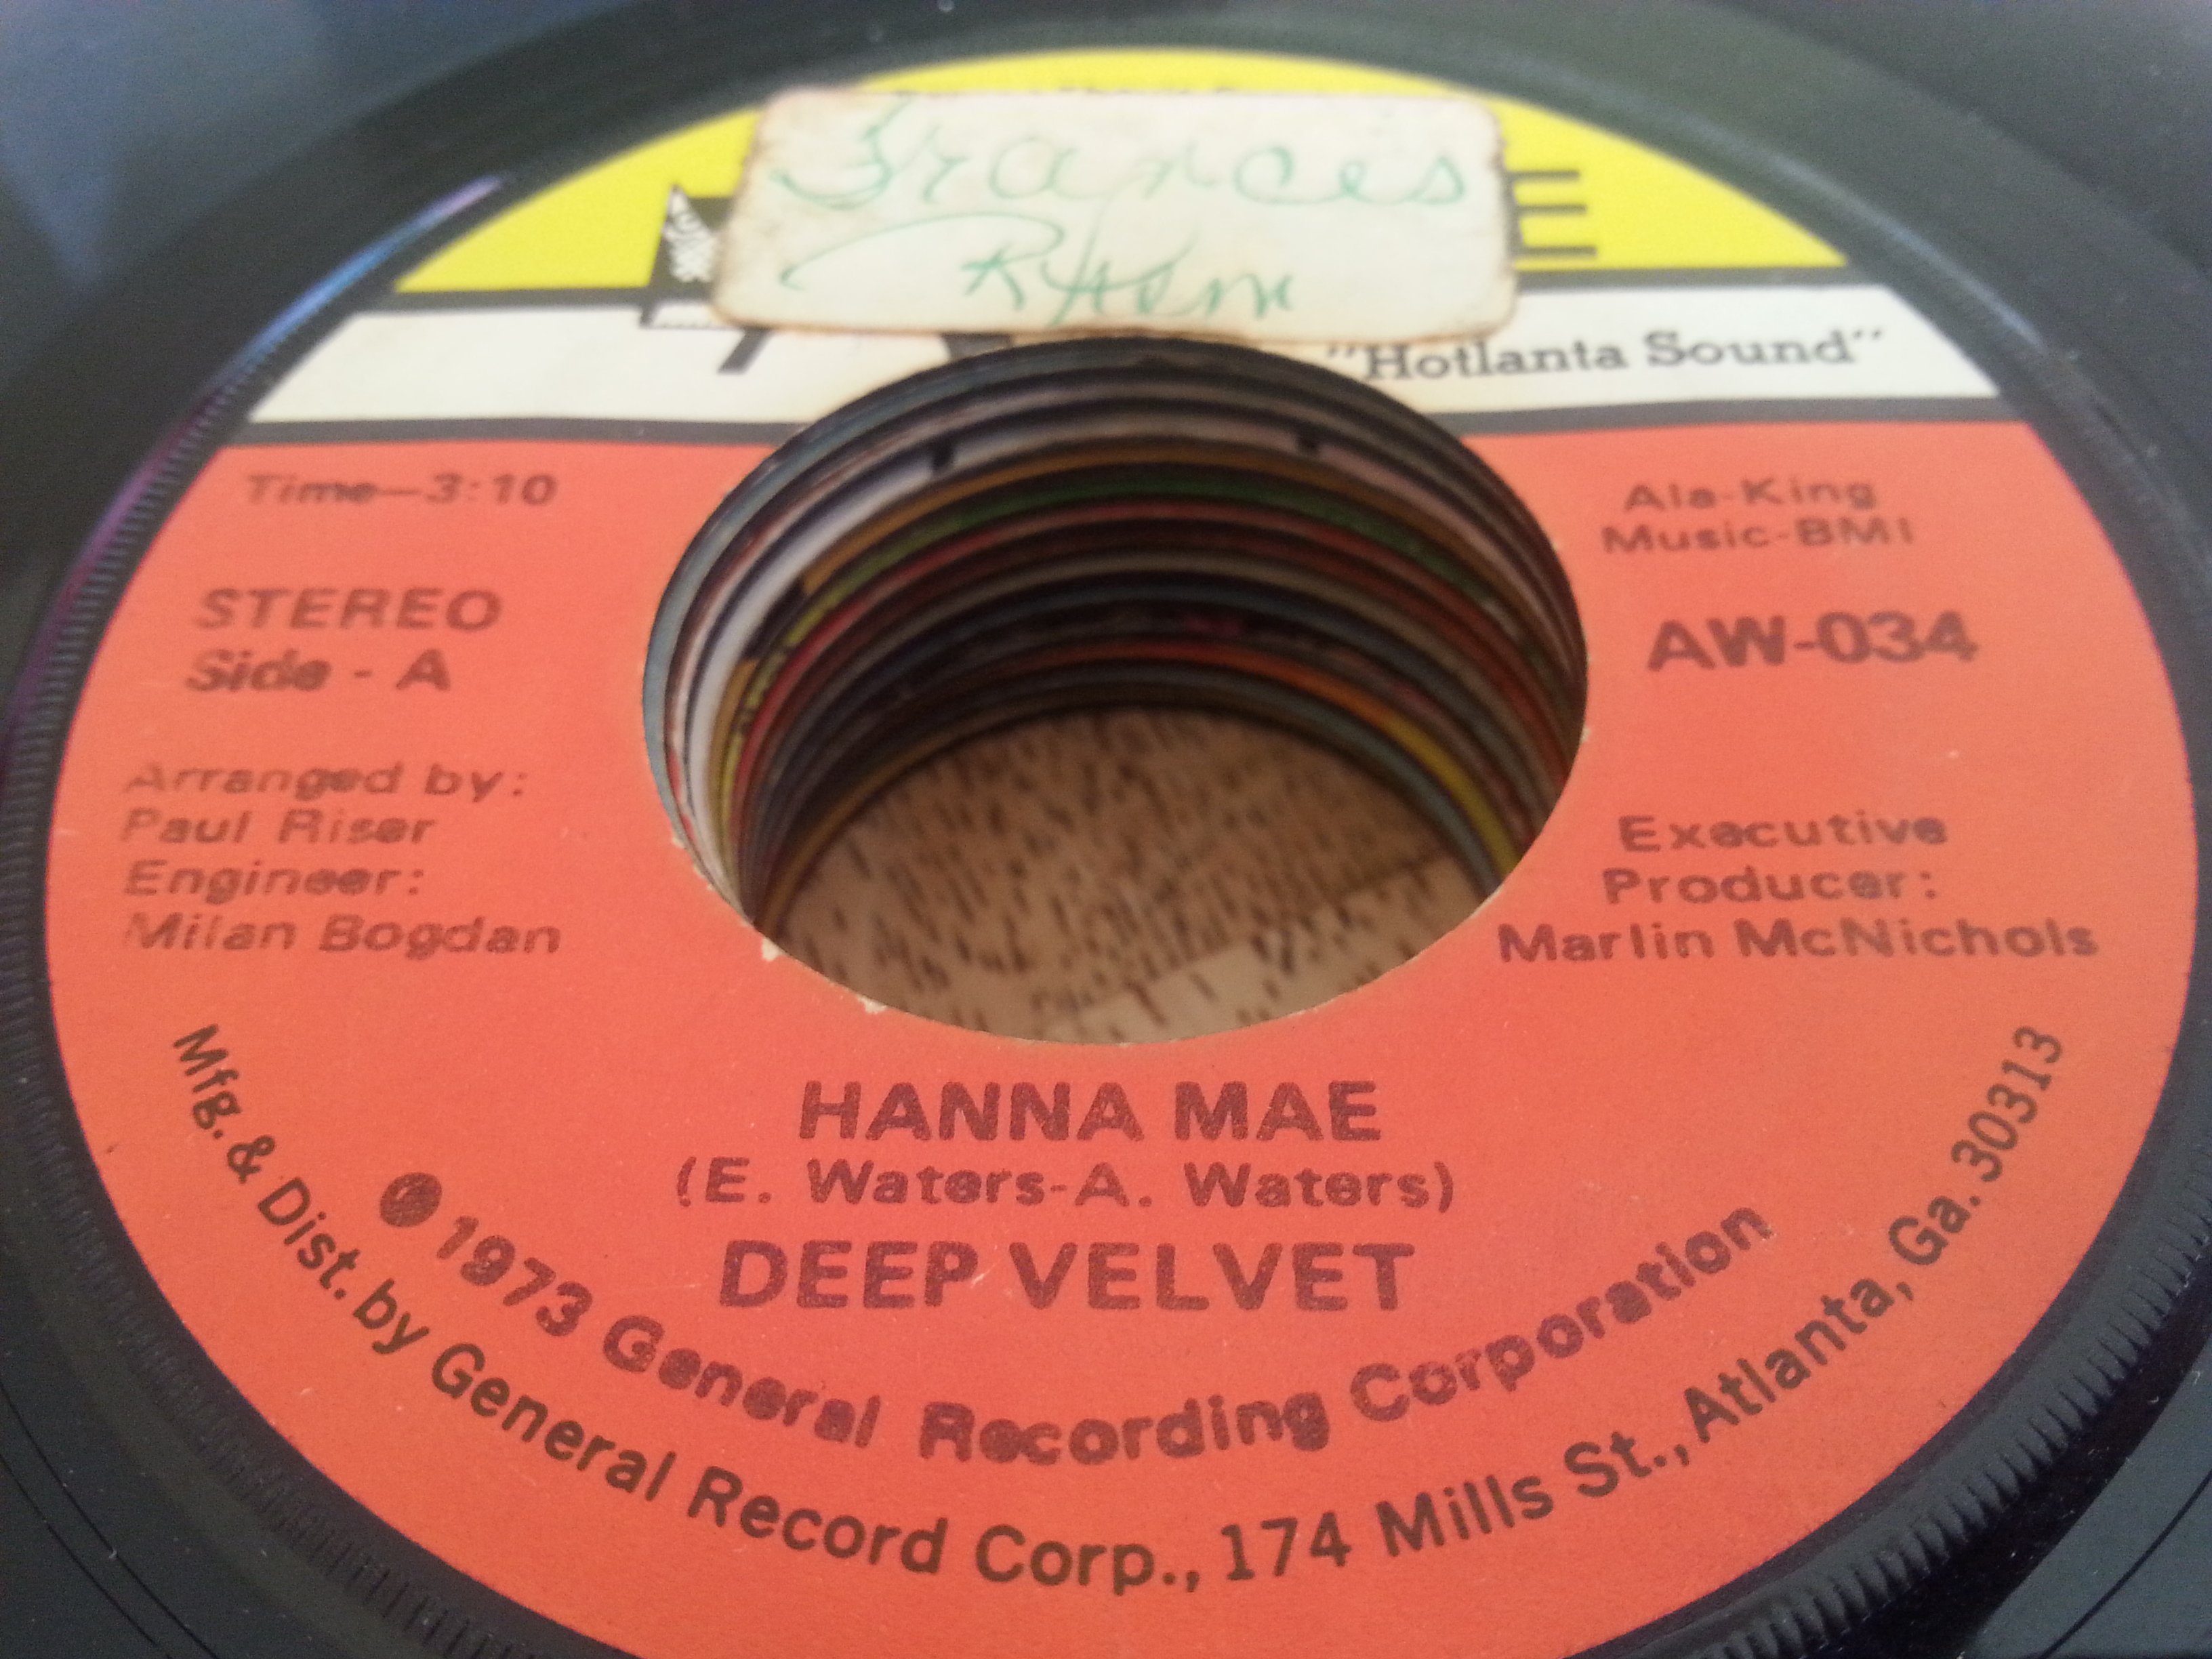 Frances
E
"Hotlanta Sound"
Time—3:10
STEREO
Side - A
Arranged by:
Paul Riser
Engineer:
Milan Bogdan
Ala-King
Music-BMI
AW-034
Executive
Producer:
Marlin McNichols
HANNA MAE
(E. Waters-A. Waters)
DEEP VELVET
℗ 1973 General Recording Corporation
Mfg. & Dist. by General Record Corp., 174 Mills St., Atlanta, Ga. 30313